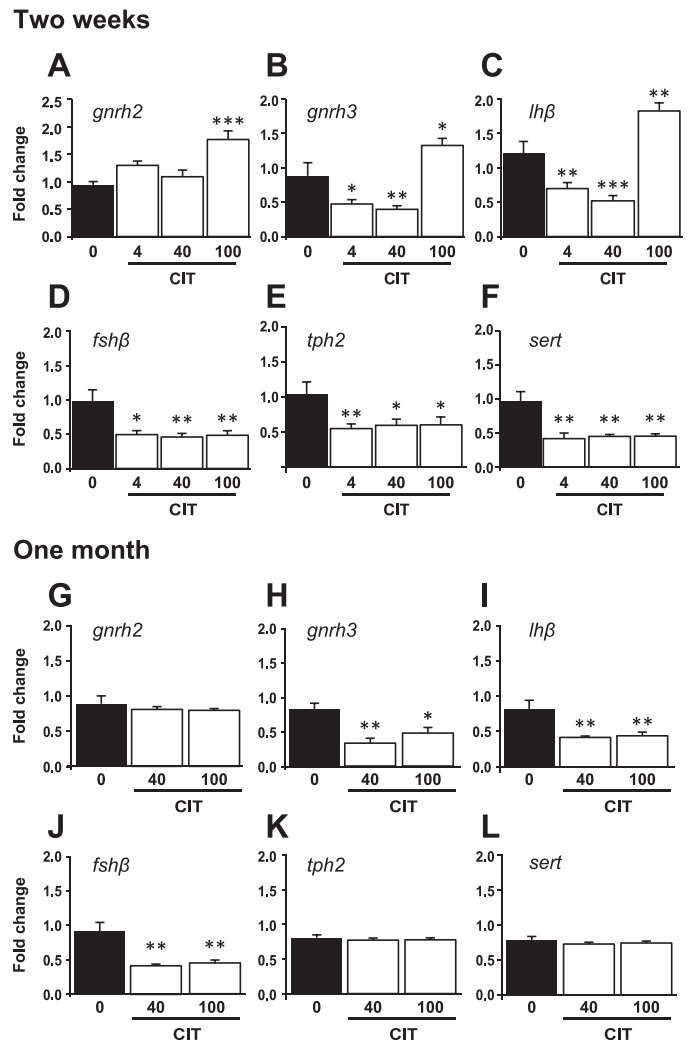 Two weeks
A B C
gnrh2 gnrh3 lhβ
Fold change
2.5 2.0 1.5 1.0 0.5 0.0
***
0 4 40 100
CIT
2.0 1.5 1.0 0.5 0.0
* ** *
0 4 40 100
CIT
2.0 1.5 1.0 0.5 0.0
** *** **
0 4 40 100
CIT
D E F
fshβ tph2 sert
Fold change
2.0 1.5 1.0 0.5 0.0
* ** **
0 4 40 100
CIT
2.0 1.5 1.0 0.5
** * *
0 4 40 100
CIT
2.0 1.5 1.0 0.5 0.0
** ** **
0 4 40 100
CIT
One month
G H I
gnrh2 gnrh3 lhβ
Fold change
2.0 1.5 1.0 0.5 0.0
0 40 100
CIT
2.0 1.5 1.0 0.5 0.0
** *
0 40 100
CIT
2.0 1.5 1.0 0.5 0.0
** **
0 40 100
CIT
J K L
fshβ tph2 sert
Fold change
2.0 1.5 1.0 0.5 0.0
** **
0 40 100
CIT
2.0 1.5 1.0 0.5 0.0
0 40 100
CIT
2.0 1.5 1.0 0.5 0.0
0 40 100
CIT